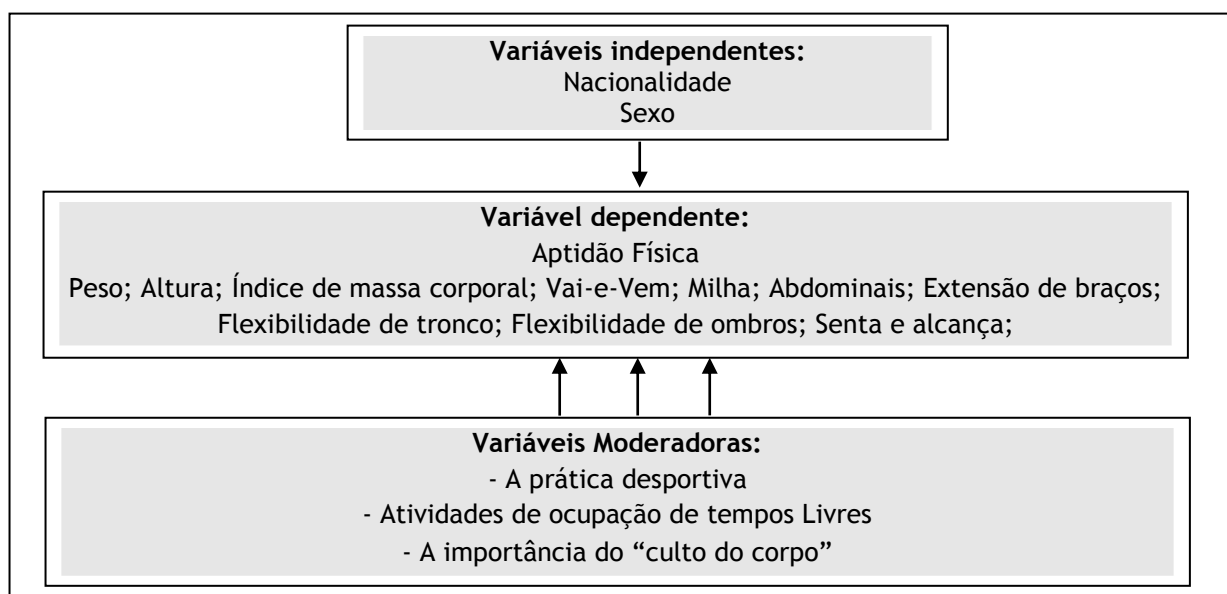 Variáveis independentes:
Nacionalidade
Sexo
Variável dependente:
Aptidão Física
Peso; Altura; Índice de massa corporal; Vai-e-Vem; Milha; Abdominais; Extensão de braços;
Flexibilidade de tronco; Flexibilidade de ombros; Senta e alcança;
Variáveis Moderadoras:
- A prática desportiva
- Atividades de ocupação de tempos Livres
- A importância do “culto do corpo”